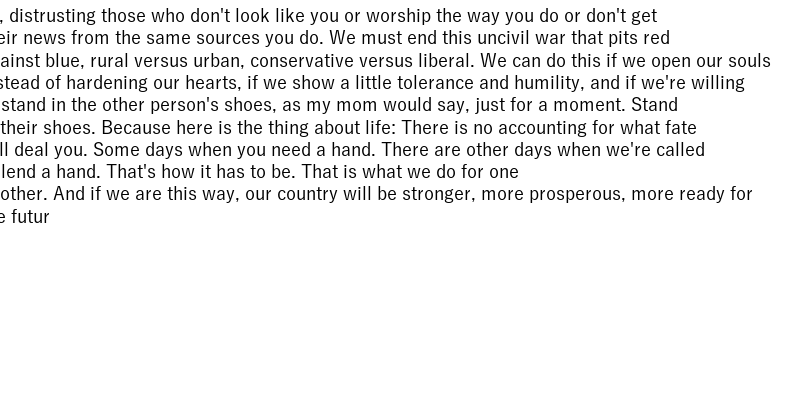 , distrusting those who don't look like you or worship the way you do or don't get
eir news from the same sources you do. We must end this uncivil war that pits red
ainst blue, rural versus urban, conservative versus liberal. We can do this if we open our souls
stead of hardening our hearts, if we show a little tolerance and humility, and if we're willing
stand in the other person's shoes, as my mom would say, just for a moment. Stand
their shoes. Because here is the thing about life: There is no accounting for what fate
ll deal you. Some days when you need a hand. There are other days when we're called
lend a hand. That's how it has to be. That is what we do for one
other. And if we are this way, our country will be stronger, more prosperous, more ready for
e futur